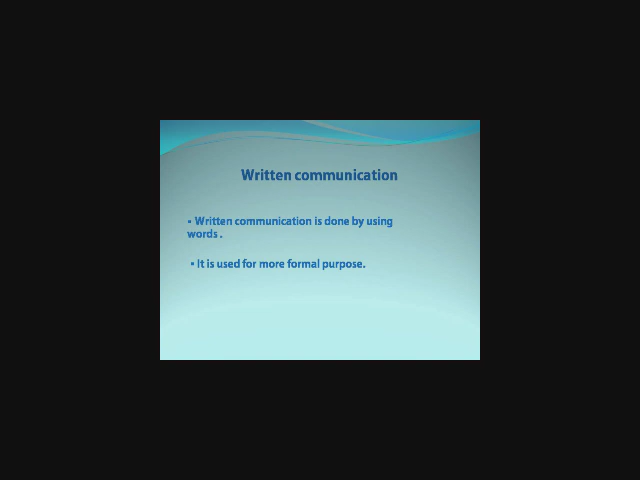 Written communication
▪ Written communication is done by using
words .
▪ It is used for more formal purpose.